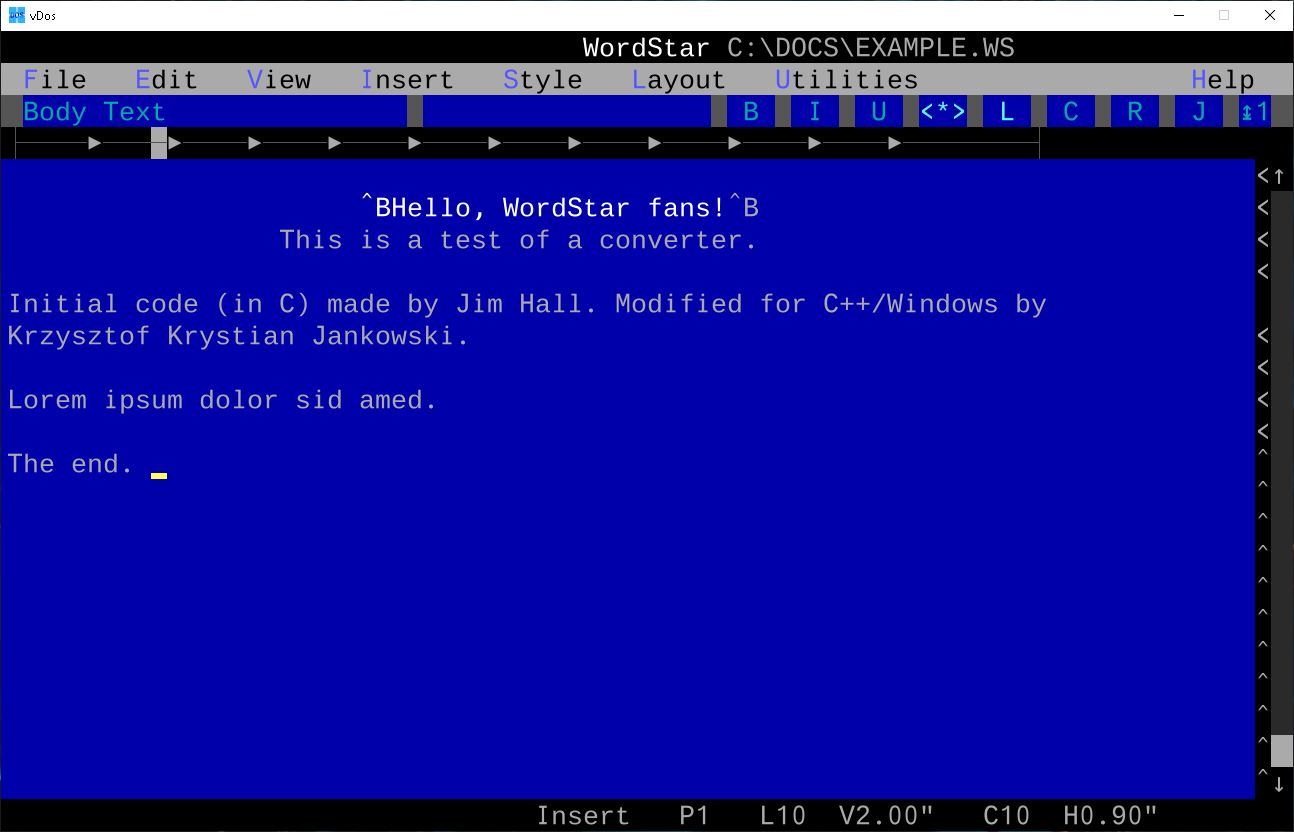 vDos
WordStar C:\DOCS\EXAMPLE.WS
File Edit View Insert Style Layout Utilities Help
Body Text B I U <*> L C R J ↕1
^BHello, WordStar fans!^B
This is a test of a converter.
Initial code (in C) made by Jim Hall. Modified for C++/Windows by
Krzysztof Krystian Jankowski.
Lorem ipsum dolor sid amed.
The end.
Insert P1 L10 V2.00" C10 H0.90"